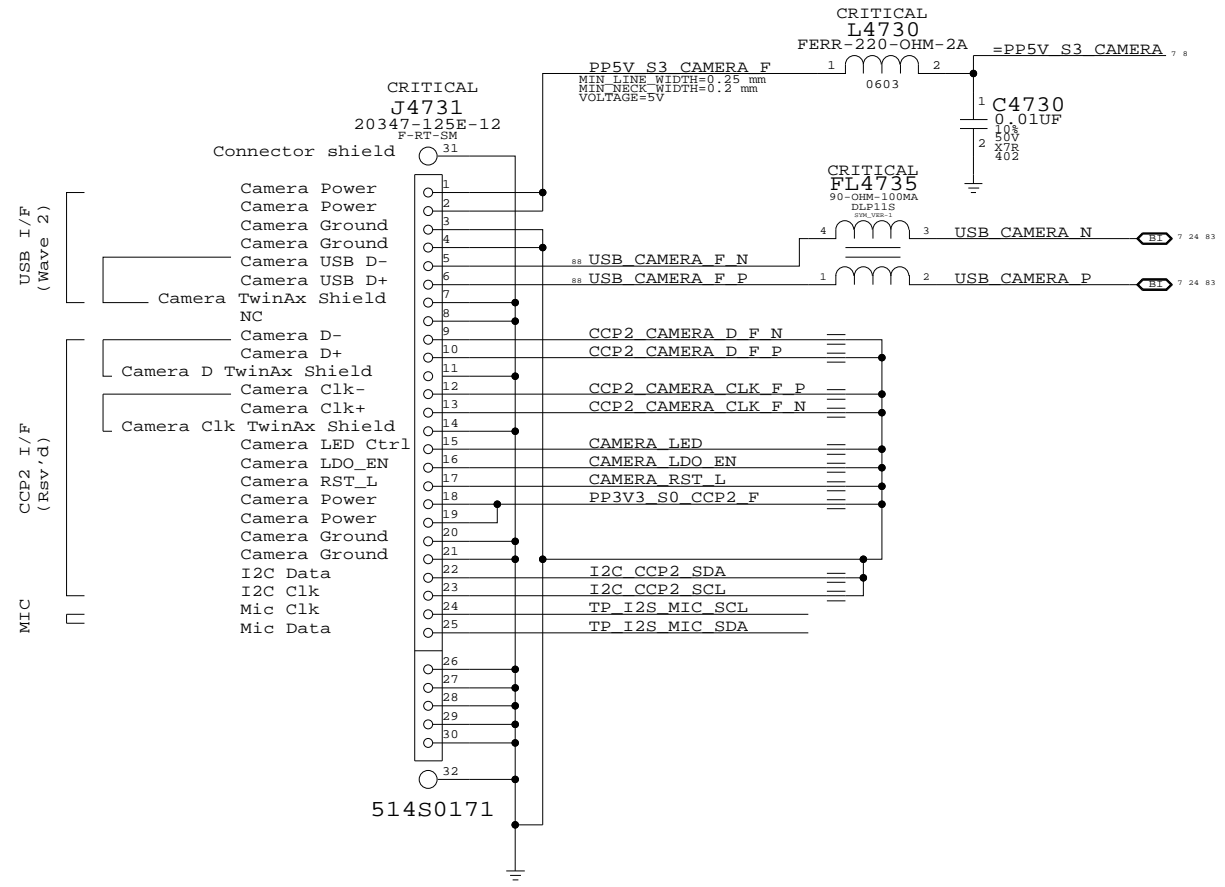 CRITICAL
L4730
FERR-220-OHM-2A
1 2
0603
=PP5V_S3_CAMERA 7 8
PP5V_S3_CAMERA_F
MIN_LINE_WIDTH=0.25 mm
MIN_NECK_WIDTH=0.2 mm
VOLTAGE=5V
1
C4730
0.01UF
10%
50V
2
X7R
402
CRITICAL
J4731
20347-125E-12
F-RT-SM
Connector shield 31
CRITICAL
FL4735
90-OHM-100MA
DLP11S
SYM_VER-1
4 3 USB_CAMERA_N BI 7 24 83
1 2 USB_CAMERA_P BI 7 24 83
USB I/F
(Wave 2)
Camera Power 1
Camera Power 2
Camera Ground 3
Camera Ground 4
Camera USB D- 5 88 USB_CAMERA_F_N
Camera USB D+ 6 88 USB_CAMERA_F_P
Camera TwinAx Shield 7
NC 8
CCP2 I/F
(Rsv'd)
Camera D- 9 CCP2_CAMERA_D_F_N
Camera D+ 10 CCP2_CAMERA_D_F_P
Camera D TwinAx Shield 11
Camera Clk- 12 CCP2_CAMERA_CLK_F_P
Camera Clk+ 13 CCP2_CAMERA_CLK_F_N
Camera Clk TwinAx Shield 14
Camera LED Ctrl 15 CAMERA_LED
Camera LDO_EN 16 CAMERA_LDO_EN
Camera RST_L 17 CAMERA_RST_L
Camera Power 18 PP3V3_S0_CCP2_F
Camera Power 19
Camera Ground 20
Camera Ground 21
I2C Data 22 I2C_CCP2_SDA
I2C Clk 23 I2C_CCP2_SCL
MIC
Mic Clk 24 TP_I2S_MIC_SCL
Mic Data 25 TP_I2S_MIC_SDA
26
27
28
29
30
32
514S0171